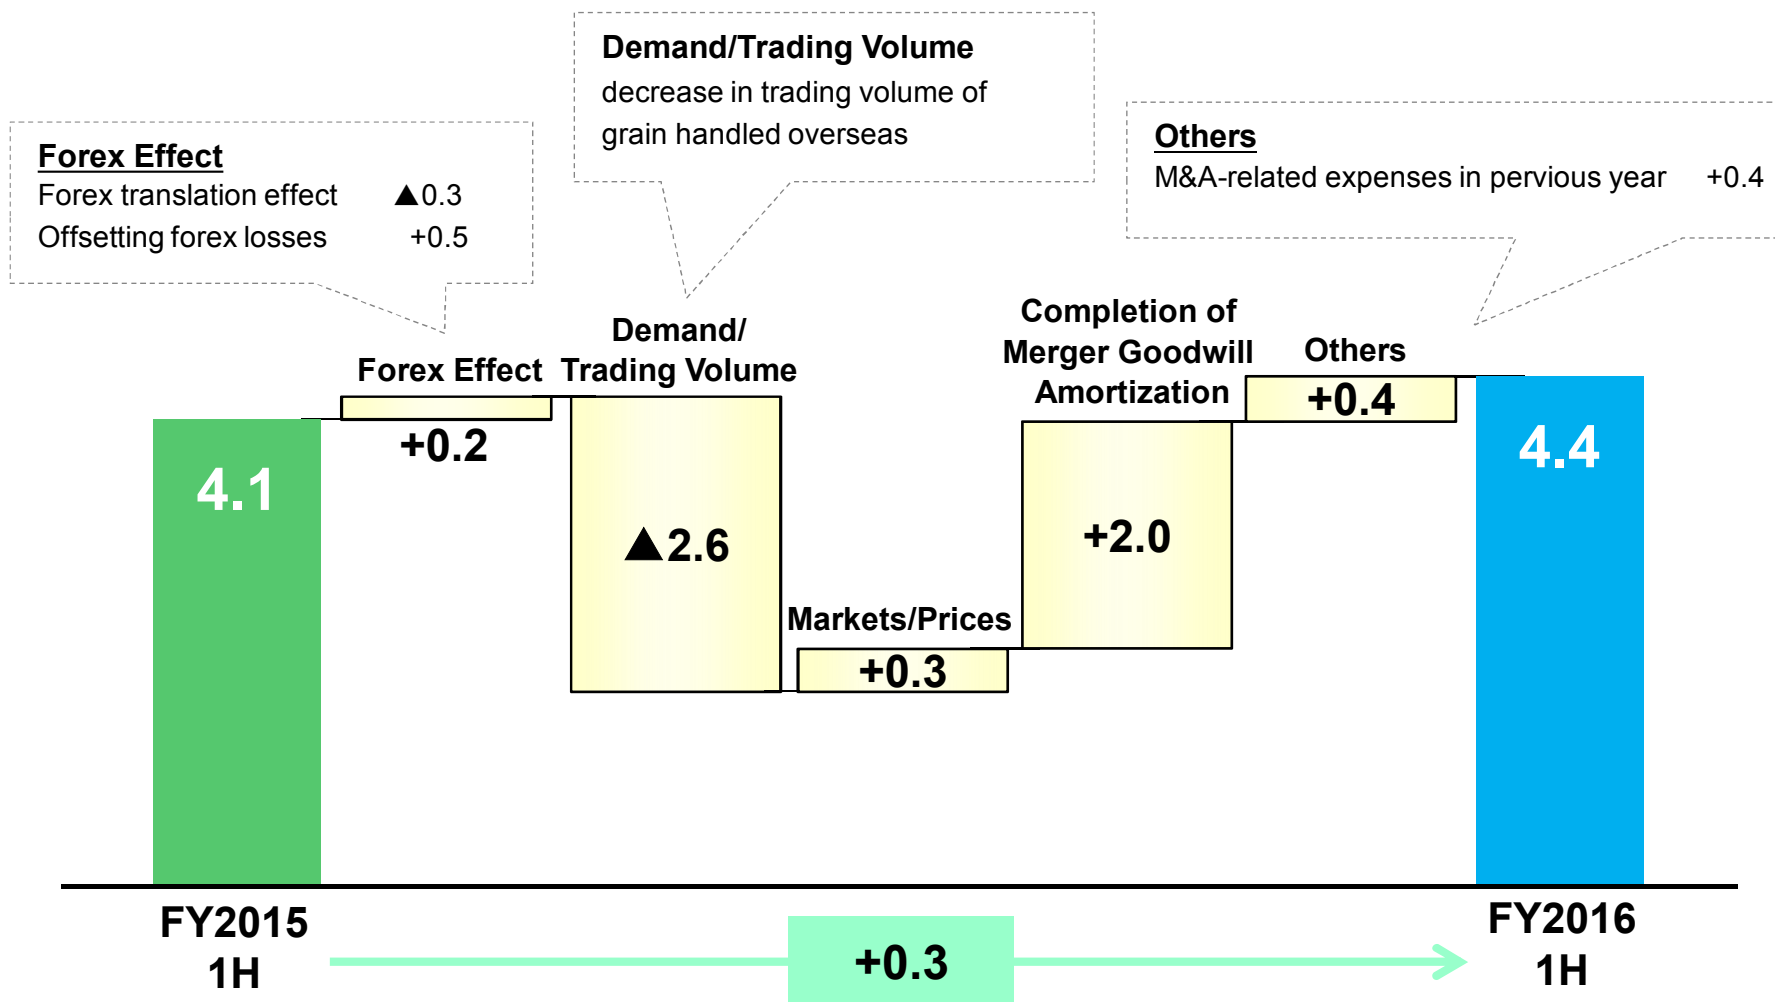 Demand/Trading Volume
decrease in trading volume of
grain handled overseas
Forex Effect
Forex translation effect ▲0.3
Offsetting forex losses +0.5
Others
M&A-related expenses in pervious year +0.4
Forex Effect
+0.2
Demand/
Trading Volume
▲2.6
Markets/Prices
+0.3
Completion of
Merger Goodwill
Amortization
+2.0
Others
+0.4
4.1
4.4
FY2015
1H
+0.3
FY2016
1H